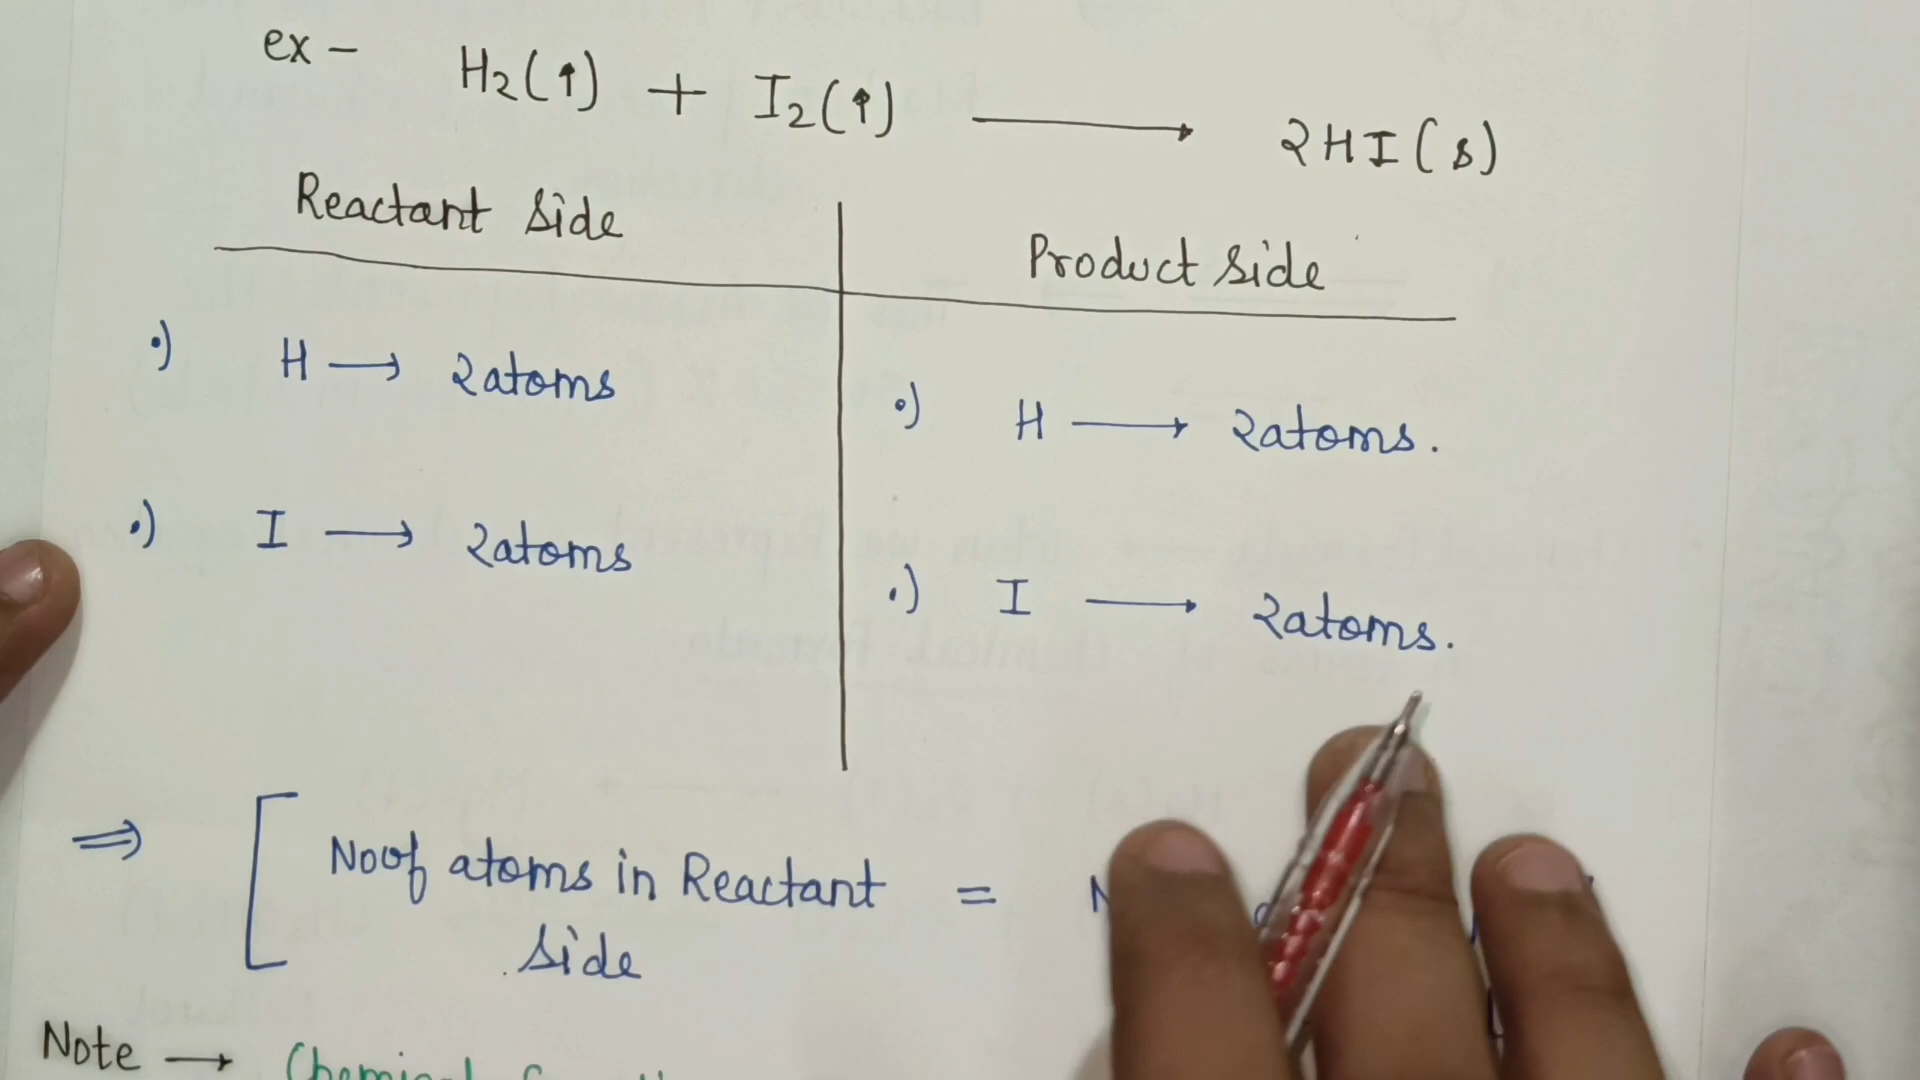 ex - H₂(↑) + I₂(↑) ⟶ 2HI(s)
Reactant side
Product side
•) H ⟶ 2atoms
•) H ⟶ 2atoms.
•) I ⟶ 2atoms
•) I ⟶ 2atoms.
⇒ [ No of atoms in Reactant =
side
Note ⟶